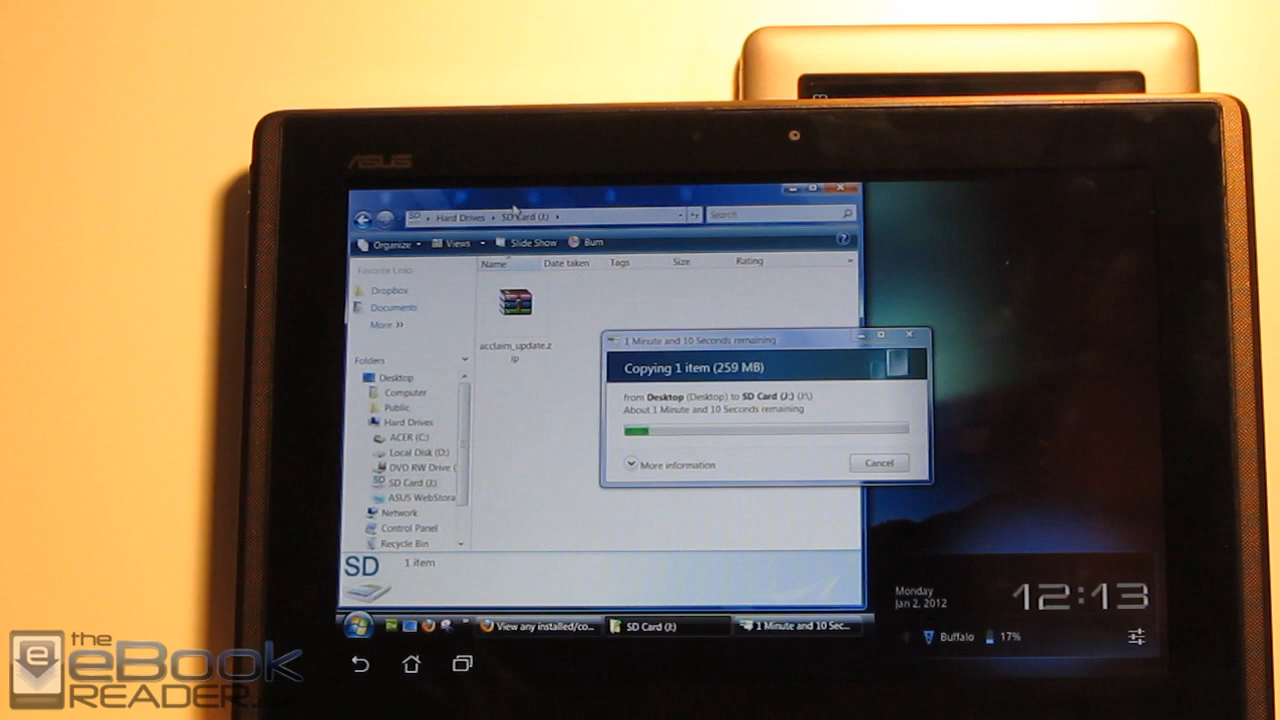 ASUS
SD Hard Drives SD Card (J:) Search
Organize Views Slide Show Burn
Name Date taken Tags Size Rating
Favorite Links
Dropbox
Documents
More >>
acclaim_update.z
ip
Folders
Desktop
Computer
Public
Hard Drives
ACER (C:)
Local Disk (D:)
DVD RW Drive (
SD Card (J:)
ASUS WebStora
Network
Control Panel
Recycle Bin
1 Minute and 10 Seconds remaining
Copying 1 item (259 MB)
from Desktop (Desktop) to SD Card (J:) (J:\)
About 1 Minute and 10 Seconds remaining
More information Cancel
SD 1 item
View any installed/co... SD Card (J:) 1 Minute and 10 Sec...
Monday
Jan 2, 2012
12:13
Buffalo 17%
the
eBook
READER